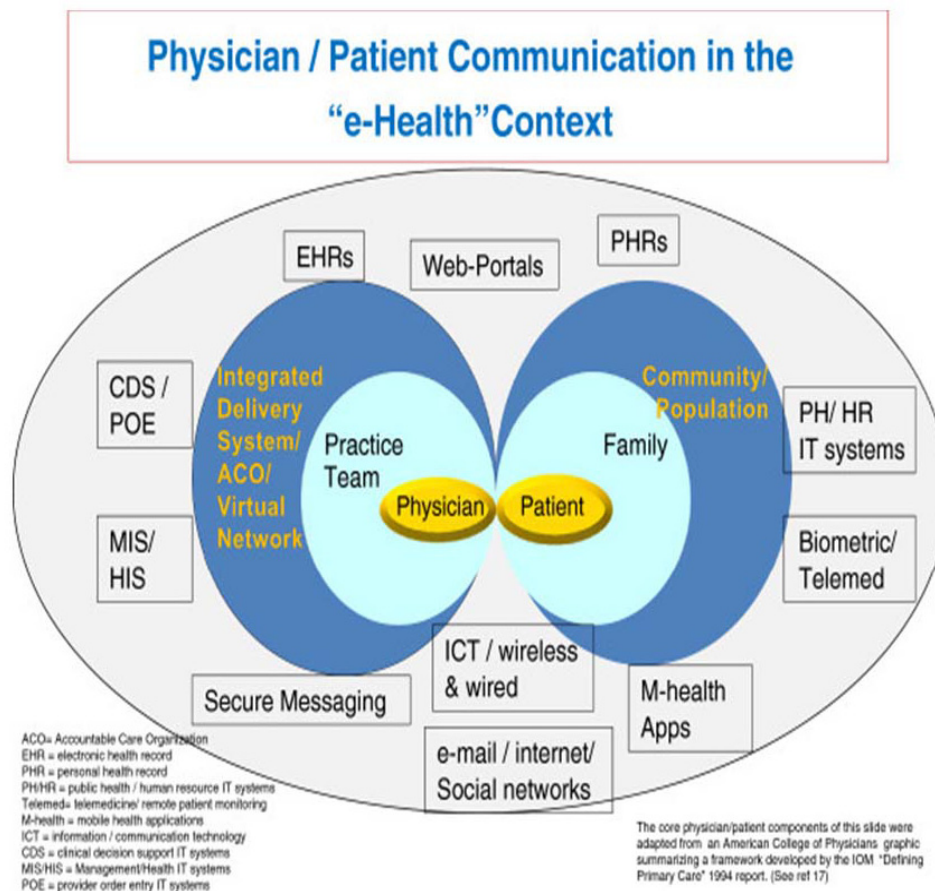 Physician / Patient Communication in the
“e-Health”Context
EHRs
Web-Portals
PHRs
CDS /
POE
Integrated
Delivery
System/
ACO/
Virtual
Network
Practice
Team
Physician
Patient
Family
Community/
Population
PH/ HR
IT systems
MIS/
HIS
Biometric/
Telemed
Secure Messaging
ICT / wireless
& wired
M-health
Apps
e-mail / internet/
Social networks
ACO= Accountable Care Organization
EHR = electronic health record
PHR = personal health record
PH/HR = public health / human resource IT systems
Telemed= telemedicine/ remote patient monitoring
M-health = mobile health applications
ICT = information / communication technology
CDS = clinical decision support IT systems
MIS/HIS = Management/Health IT systems
POE = provider order entry IT systems
The core physician/patient components of this slide were
adapted from an American College of Physicians graphic
summarizing a framework developed by the IOM "Defining
Primary Care" 1994 report. (See ref 17)